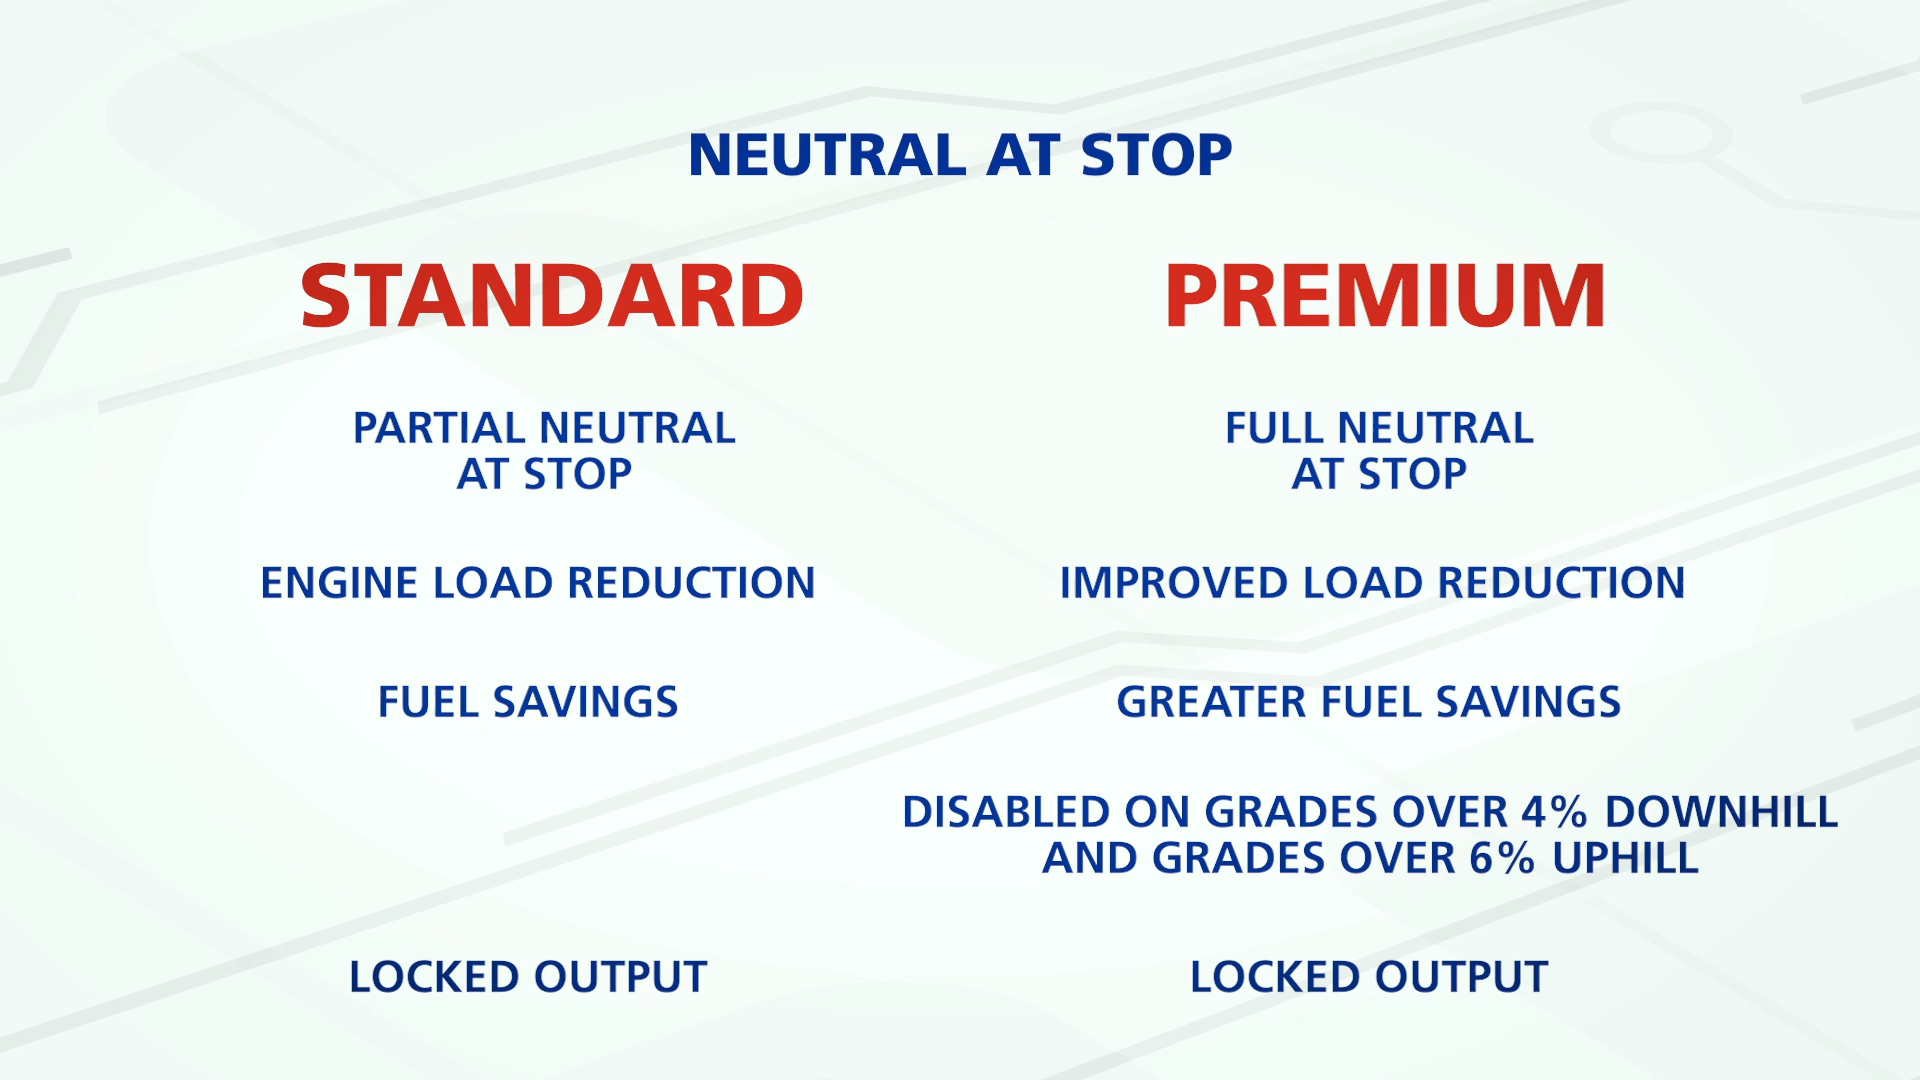 NEUTRAL AT STOP
STANDARD
PARTIAL NEUTRAL
AT STOP
ENGINE LOAD REDUCTION
FUEL SAVINGS
LOCKED OUTPUT
PREMIUM
FULL NEUTRAL
AT STOP
IMPROVED LOAD REDUCTION
GREATER FUEL SAVINGS
DISABLED ON GRADES OVER 4% DOWNHILL
AND GRADES OVER 6% UPHILL
LOCKED OUTPUT